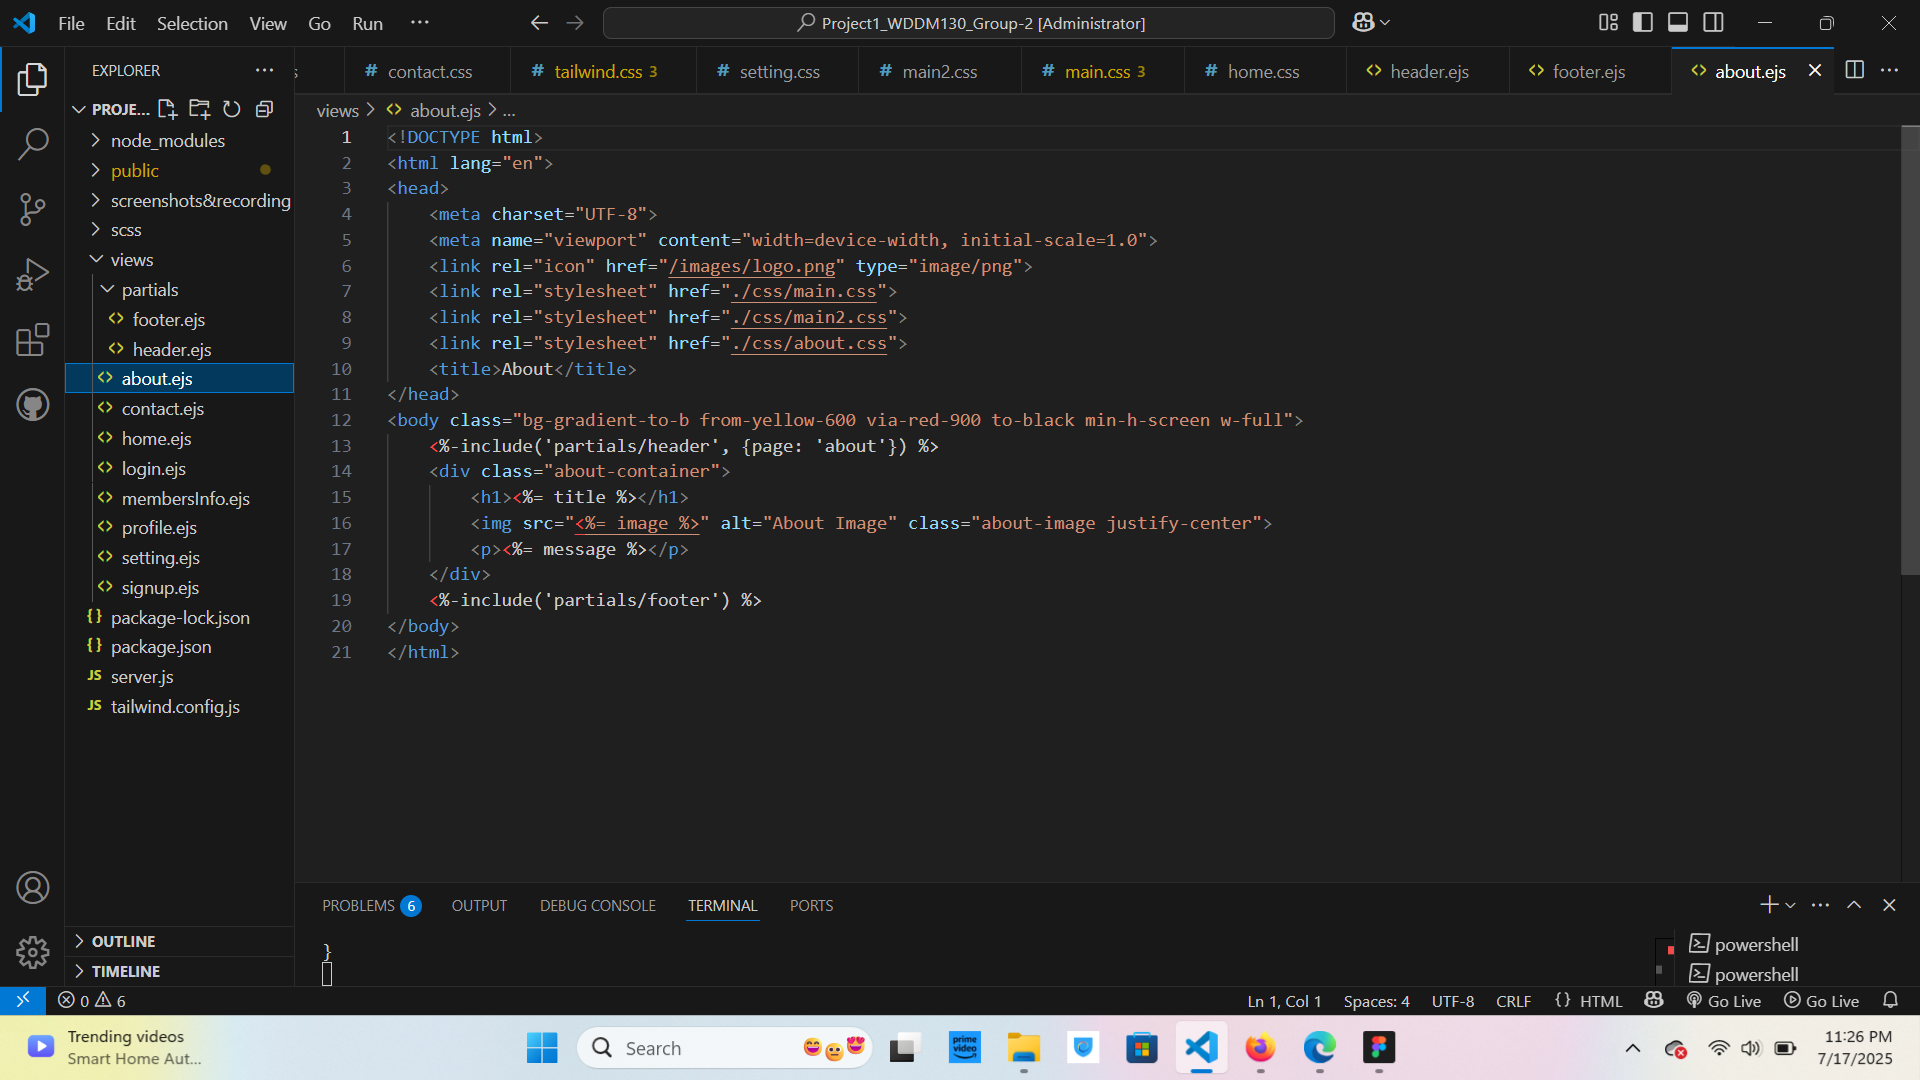 File Edit Selection View Go Run ···
Project1_WDDM130_Group-2 [Administrator]
EXPLORER
contact.css
tailwind.css 3
setting.css
main2.css
main.css 3
home.css
header.ejs
footer.ejs
about.ejs
PROJE...
node_modules
public
screenshots&recording
scss
views
partials
footer.ejs
header.ejs
about.ejs
contact.ejs
home.ejs
login.ejs
membersInfo.ejs
profile.ejs
setting.ejs
signup.ejs
package-lock.json
package.json
JS server.js
JS tailwind.config.js
OUTLINE
TIMELINE
views > about.ejs > ...
1 <!DOCTYPE html>
2 <html lang="en">
3 <head>
4 <meta charset="UTF-8">
5 <meta name="viewport" content="width=device-width, initial-scale=1.0">
6 <link rel="icon" href="/images/logo.png" type="image/png">
7 <link rel="stylesheet" href="./css/main.css">
8 <link rel="stylesheet" href="./css/main2.css">
9 <link rel="stylesheet" href="./css/about.css">
10 <title>About</title>
11 </head>
12 <body class="bg-gradient-to-b from-yellow-600 via-red-900 to-black min-h-screen w-full">
13 <%-include('partials/header', {page: 'about'}) %>
14 <div class="about-container">
15 <h1><%= title %></h1>
16 <img src="<%= image %>" alt="About Image" class="about-image justify-center">
17 <p><%= message %></p>
18 </div>
19 <%-include('partials/footer') %>
20 </body>
21 </html>
PROBLEMS 6 OUTPUT DEBUG CONSOLE TERMINAL PORTS
}
powershell
powershell
0 6
Ln 1, Col 1 Spaces: 4 UTF-8 CRLF {} HTML Go Live Go Live
Trending videos
Smart Home Aut...
Search
prime video
11:26 PM
7/17/2025